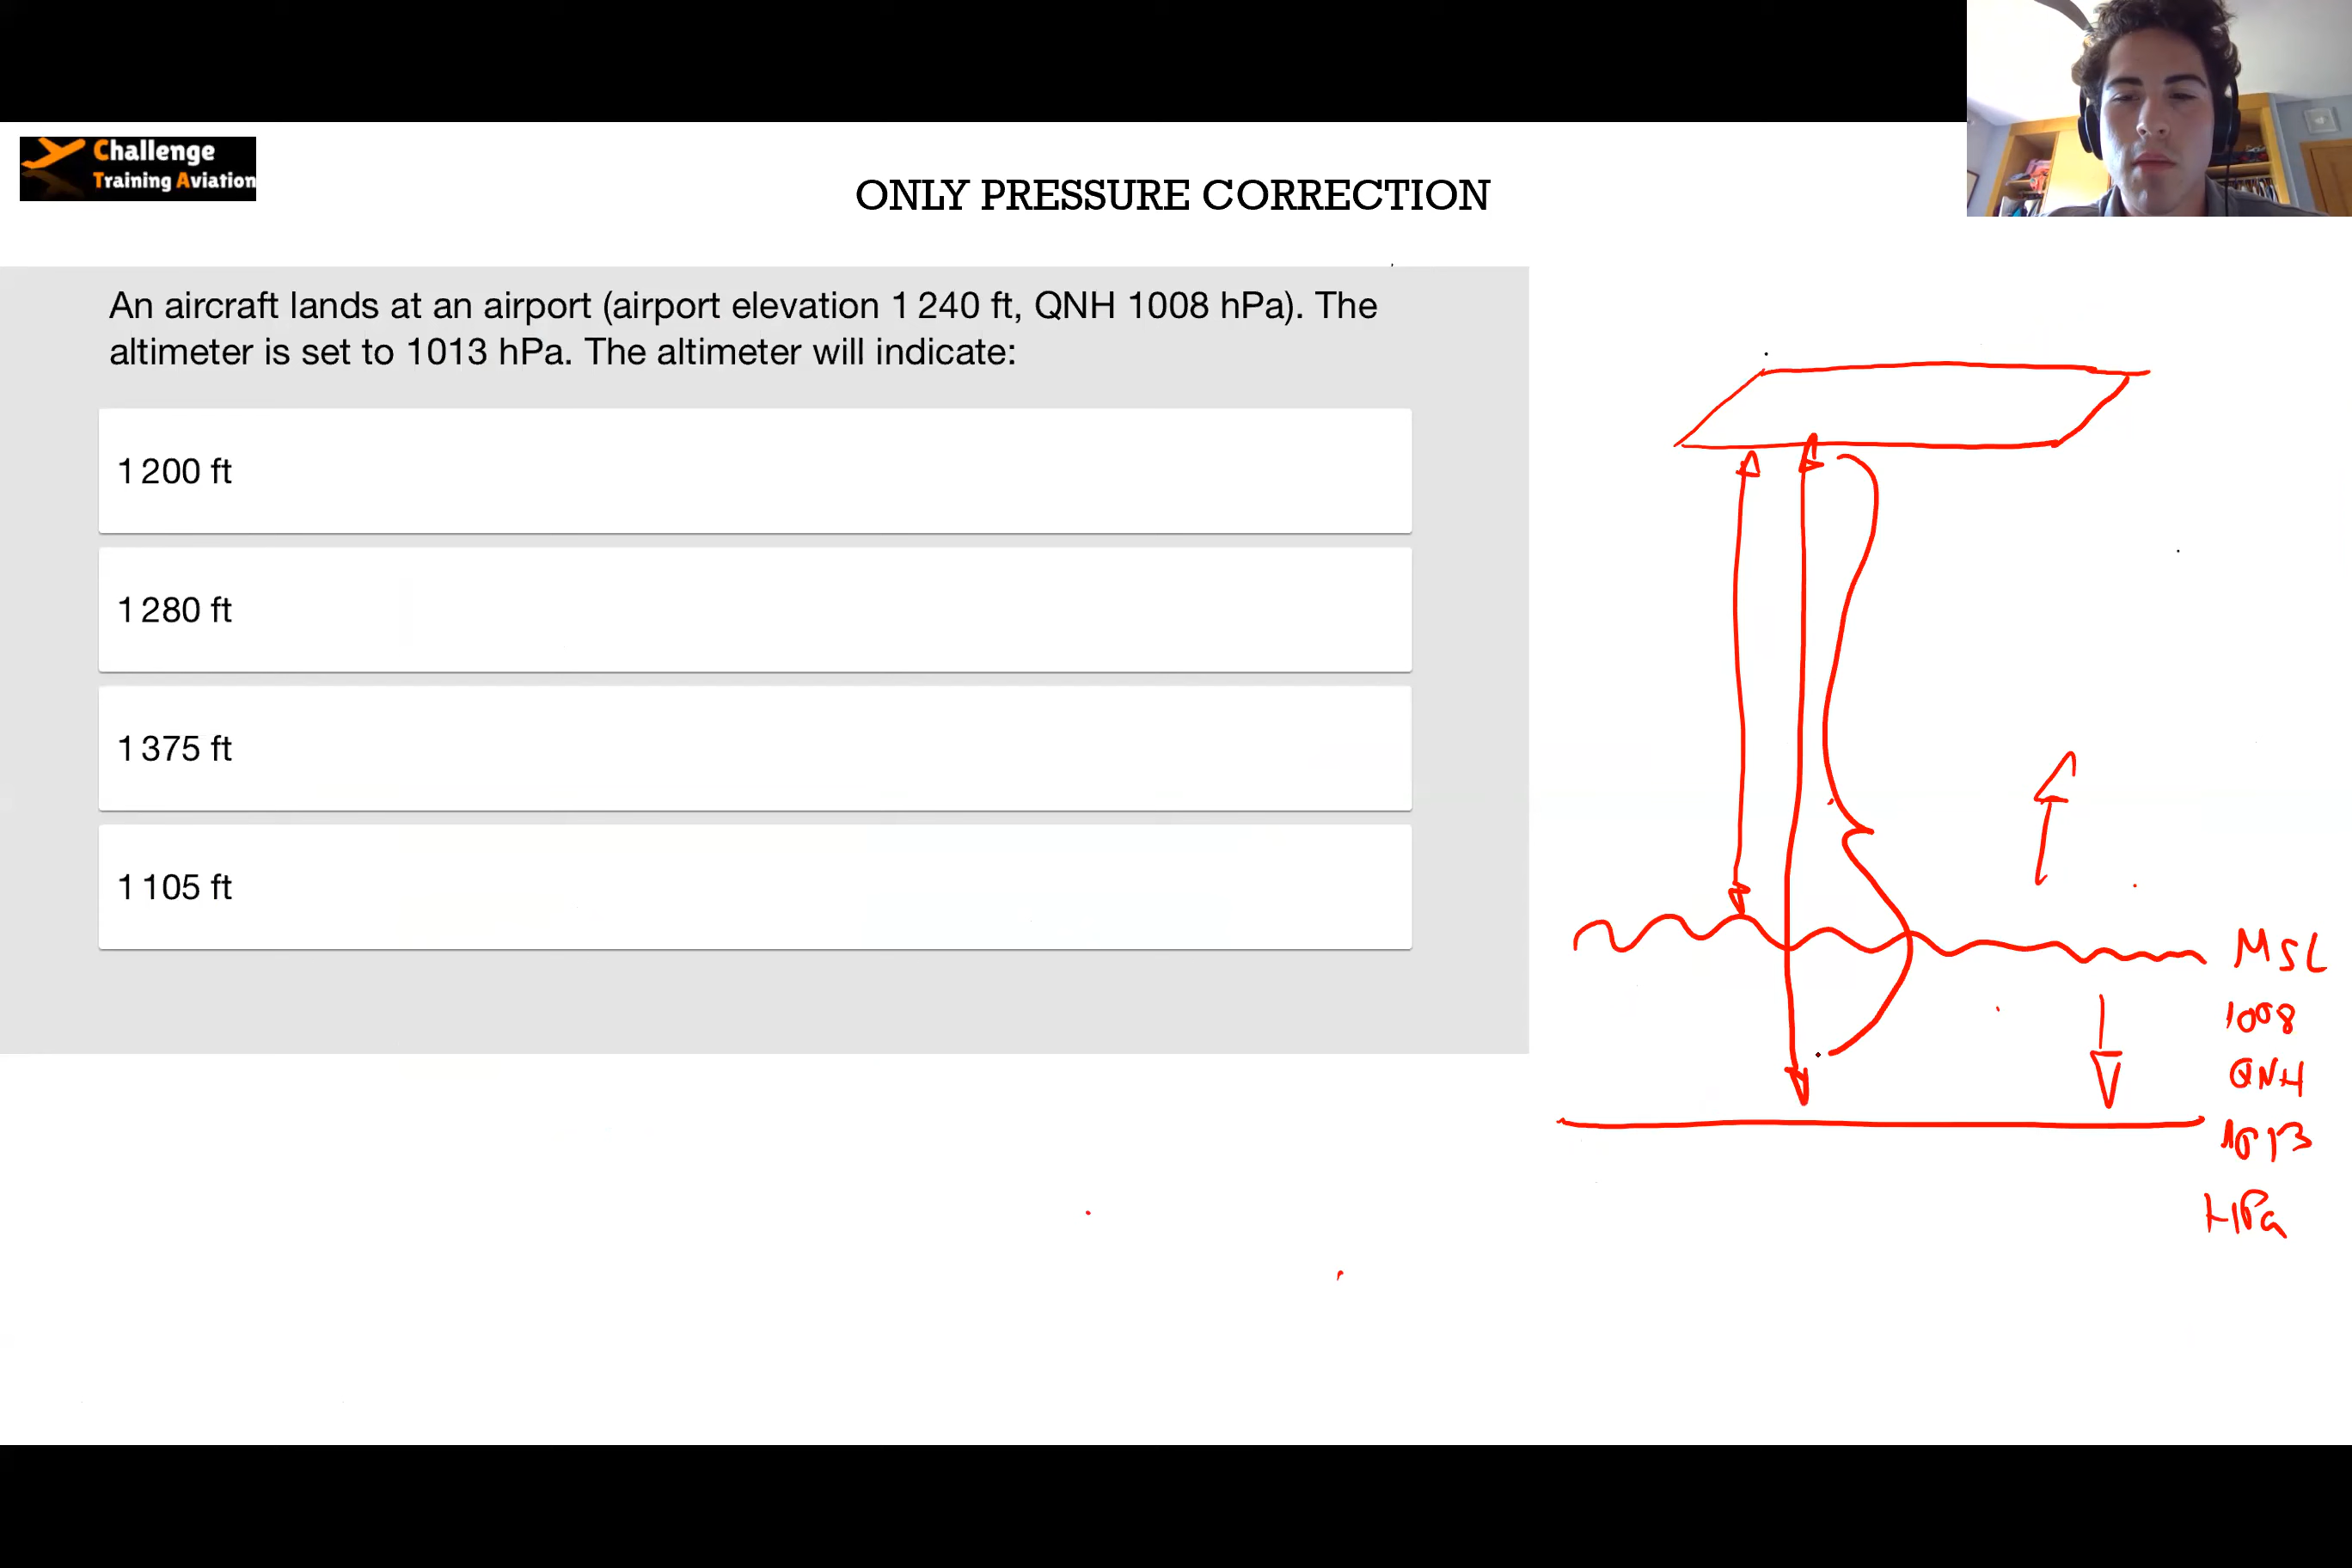 Challenge
Training Aviation
ONLY PRESSURE CORRECTION
An aircraft lands at an airport (airport elevation 1 240 ft, QNH 1008 hPa). The
altimeter is set to 1013 hPa. The altimeter will indicate:
1 200 ft
1 280 ft
1 375 ft
1 105 ft
MSL
1008
QNH
1013
HPa